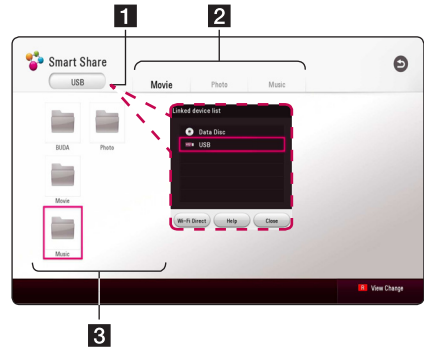 1
2
Smart Share
USB
Movie Photo Music
Linked device list
Data Disc
USB
BUDA Photo
Movie
Music
Wi-Fi Direct Help Close
R View Change
3